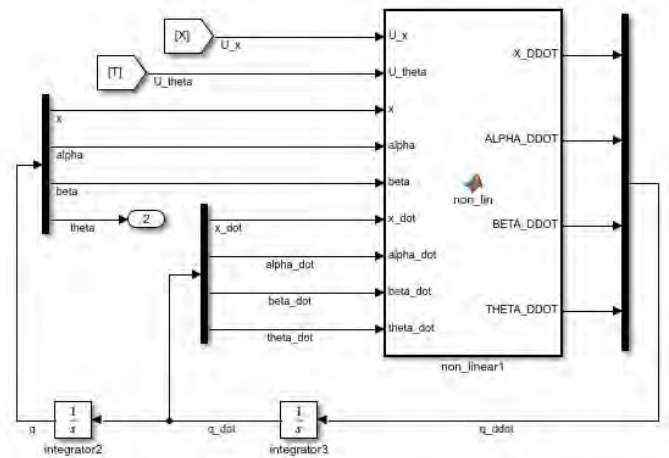 [X]
U_x
[T]
U_theta
x
alpha
beta
theta
2
x_dot
alpha_dot
beta_dot
theta_dot
U_x
U_theta
x
alpha
beta
x_dot
alpha_dot
beta_dot
theta_dot
non_lin
X_DDOT
ALPHA_DDOT
BETA_DDOT
THETA_DDOT
non_linear1
q
1
s
integrator2
q_dot
1
s
integrator3
q_ddot